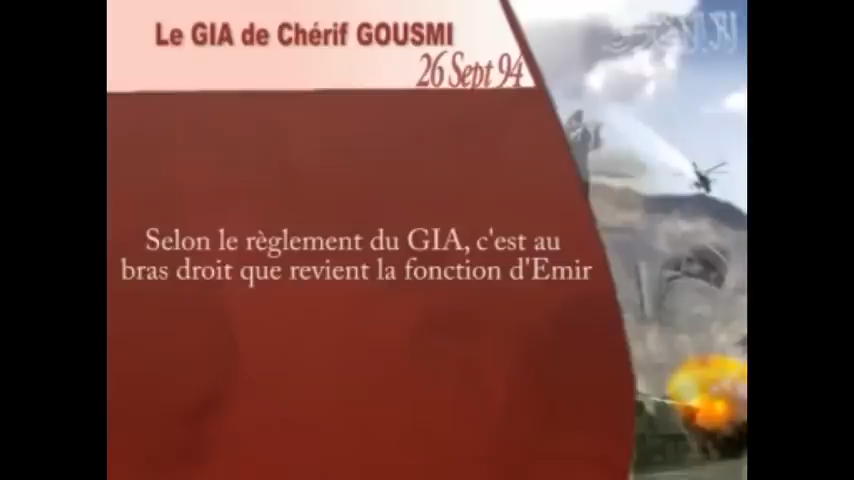 Le GIA de Chérif GOUSMI
26 Sept 94
Selon le règlement du GIA, c'est au
bras droit que revient la fonction d'Emir